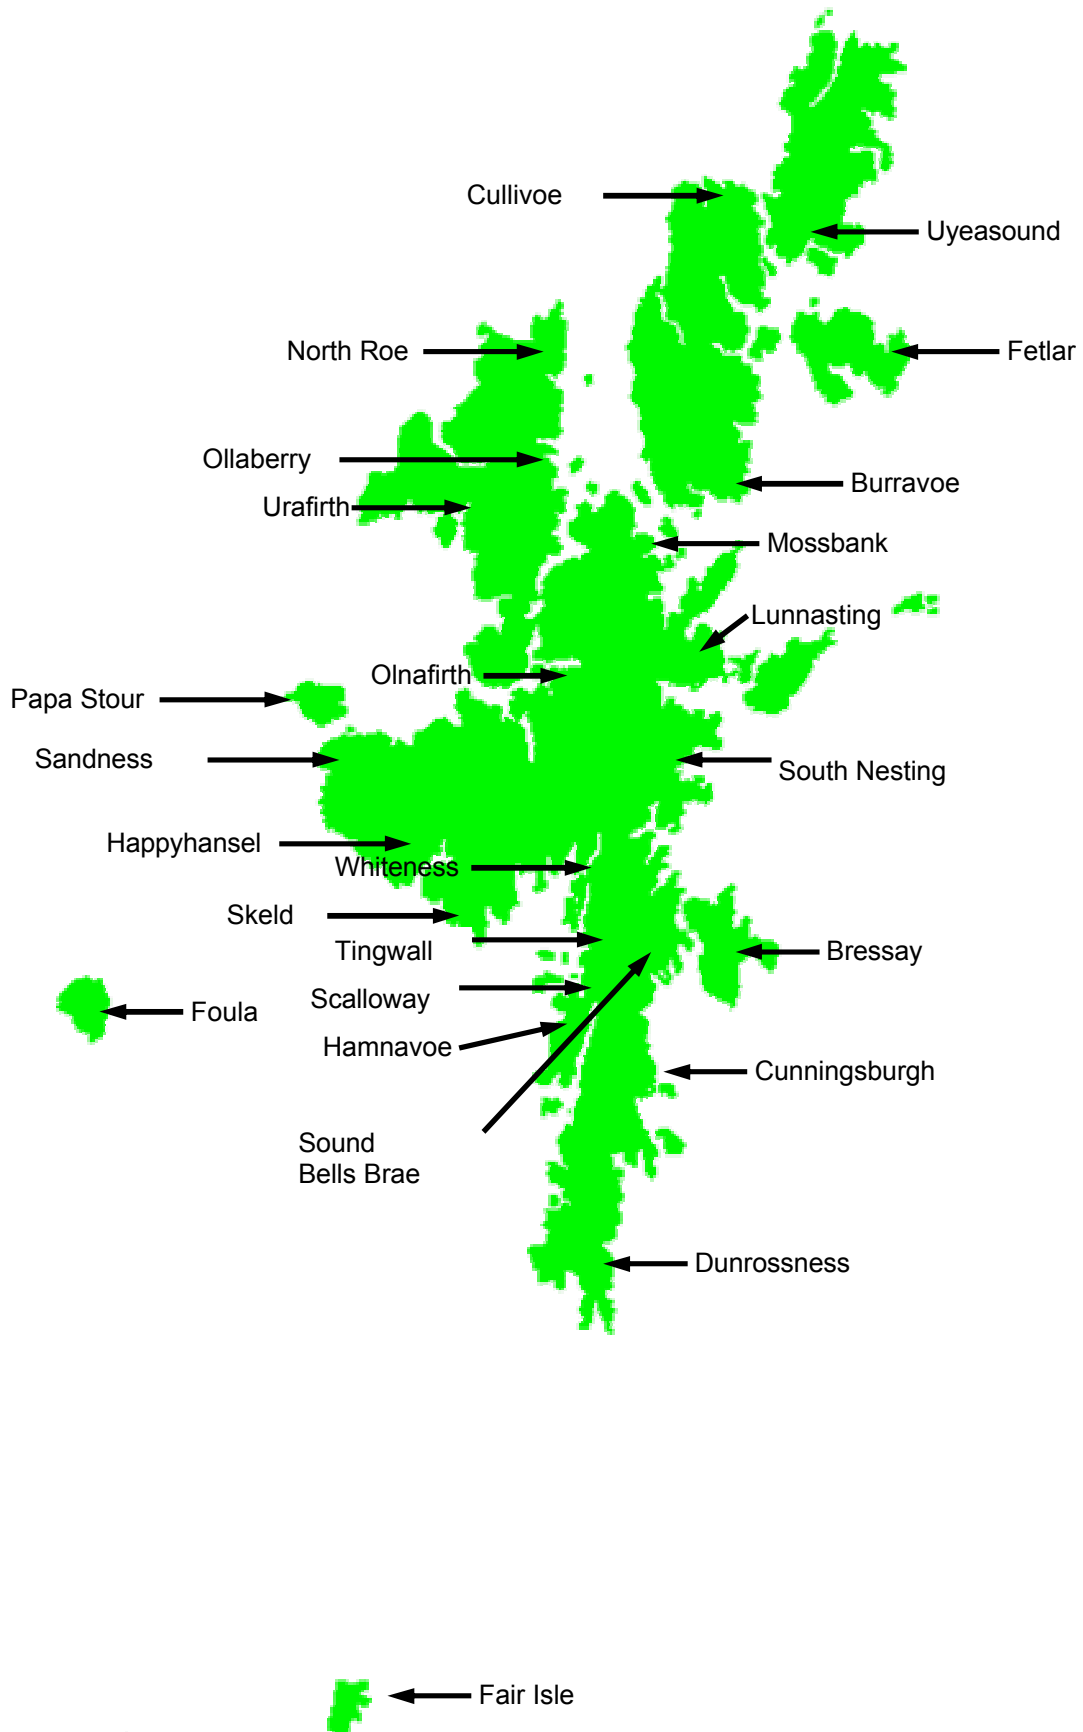 Cullivoe
Uyeasound
North Roe
Fetlar
Ollaberry
Burravoe
Urafirth
Mossbank
Lunnasting
Olnafirth
Papa Stour
Sandness
South Nesting
Happyhansel
Whiteness
Skeld
Tingwall
Bressay
Scalloway
Foula
Hamnavoe
Cunningsburgh
Sound
Bells Brae
Dunrossness
Fair Isle